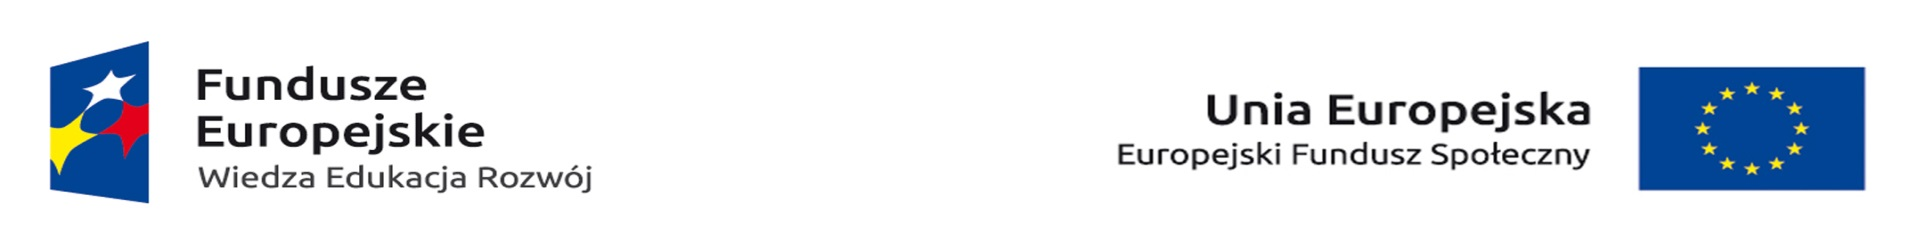 Fundusze
Europejskie
Wiedza Edukacja Rozwój
Unia Europejska
Europejski Fundusz Społeczny